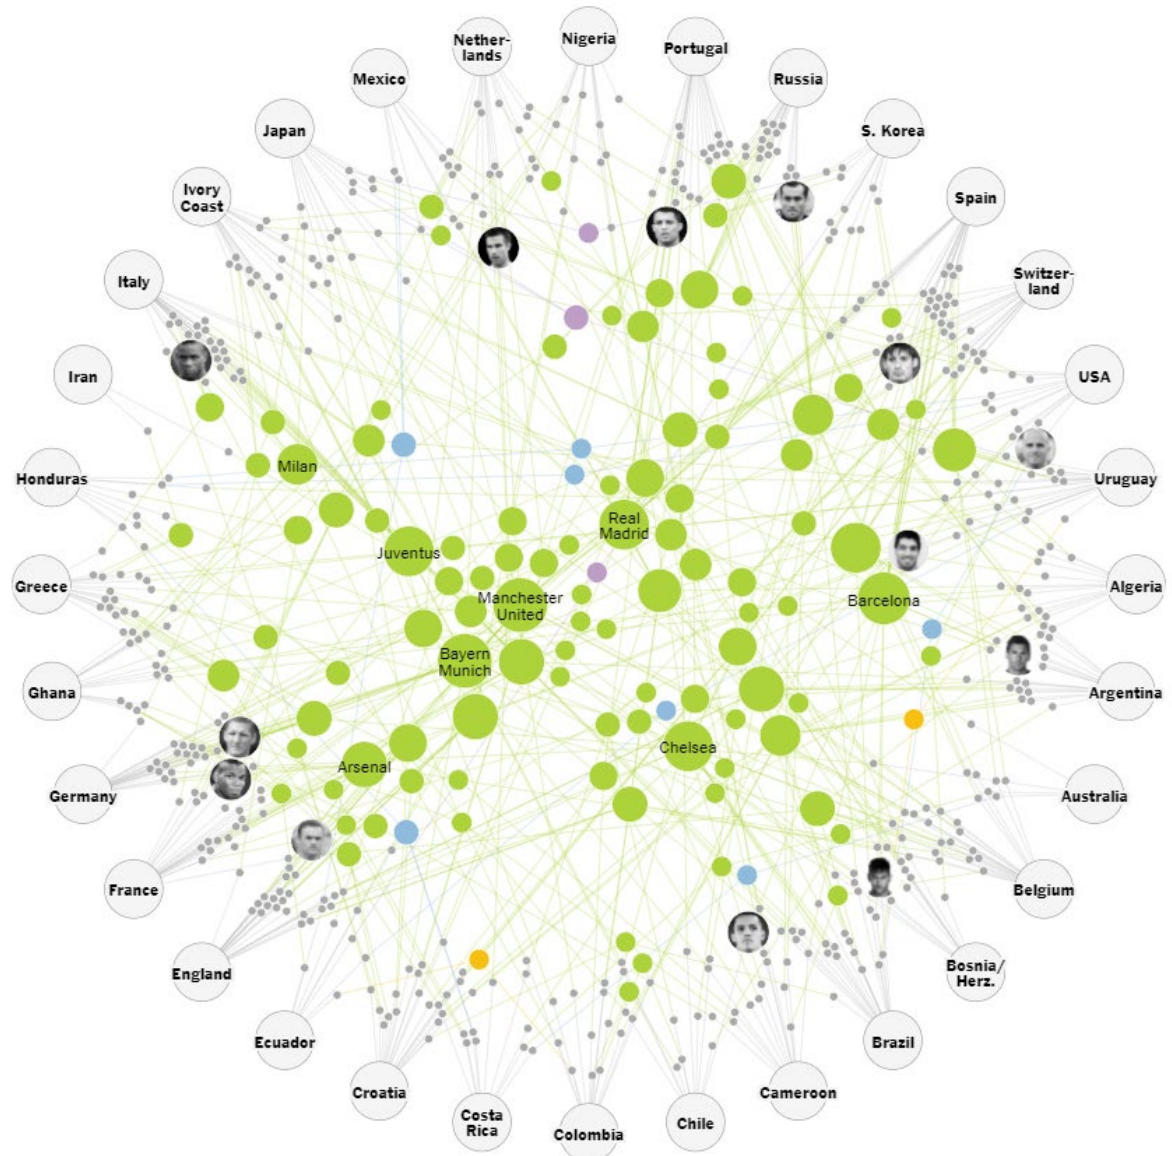 Nether-
lands
Nigeria
Portugal
Mexico
Russia
Japan
S. Korea
Ivory
Coast
Spain
Italy
Switzer-
land
Iran
USA
Milan
Honduras
Uruguay
Real
Madrid
Juventus
Greece
Algeria
Manchester
United
Barcelona
Bayern
Munich
Ghana
Argentina
Chelsea
Arsenal
Germany
Australia
France
Belgium
England
Bosnia/
Herz.
Ecuador
Brazil
Croatia
Cameroon
Costa
Rica
Chile
Colombia